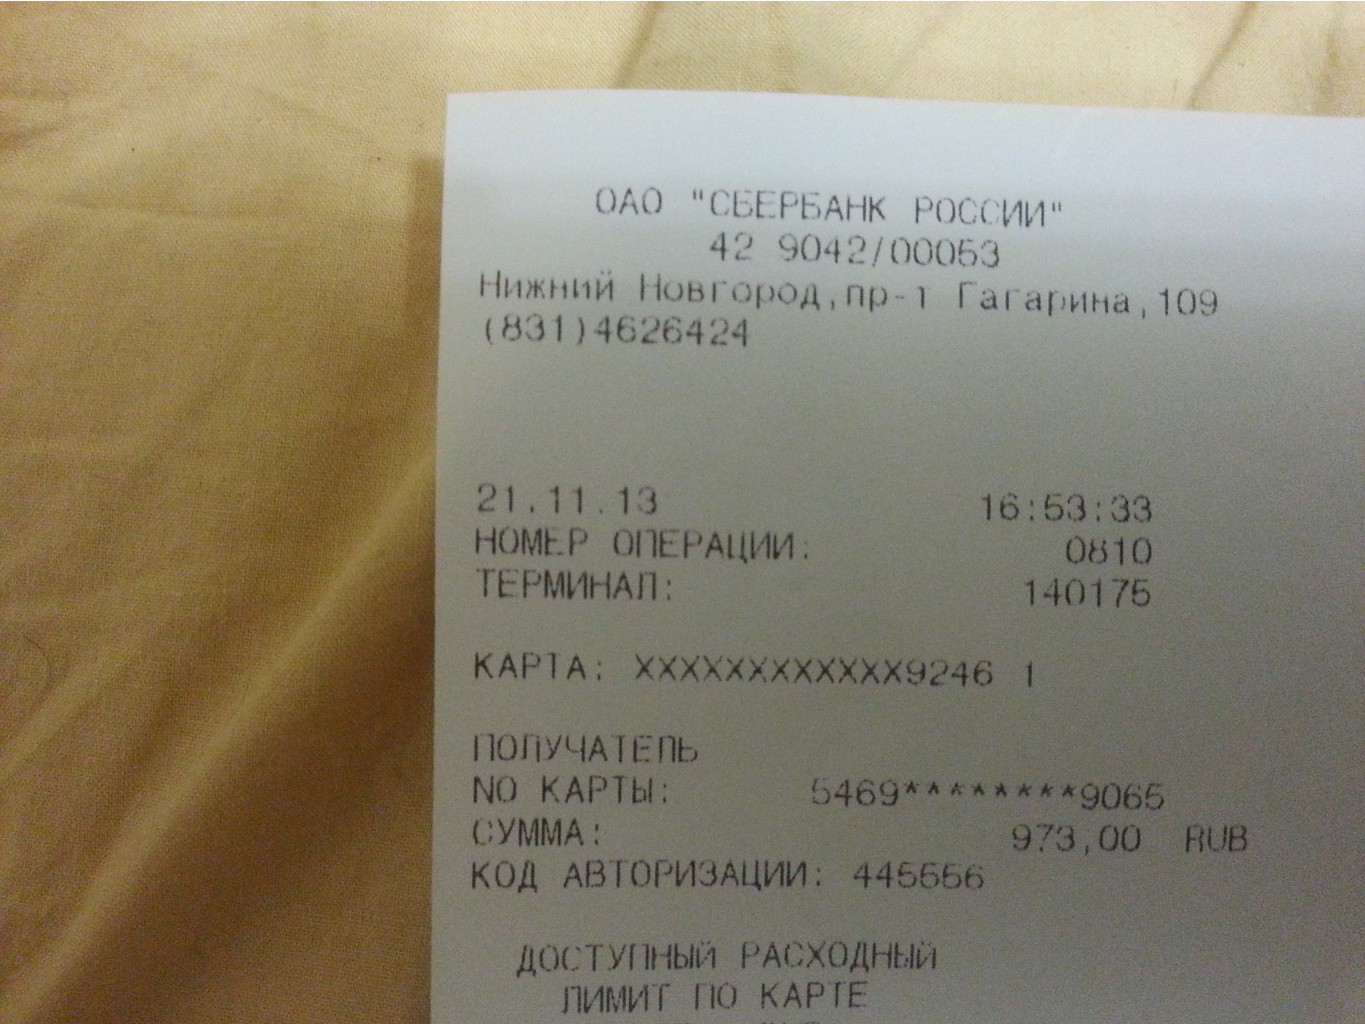 ОАО "СБЕРБАНК РОССИИ"
42 9042/00053
Нижний Новгород,пр-т Гагарина,109
(831)4626424
21.11.13 16:53:33
НОМЕР ОПЕРАЦИИ: 0810
ТЕРМИНАЛ: 140175
КАРТА: XXXXXXXXXXXX9246 1
ПОЛУЧАТЕЛЬ
NO КАРТЫ: 5469********9065
СУММА: 973,00 RUB
КОД АВТОРИЗАЦИИ: 445556
ДОСТУПНЫЙ РАСХОДНЫЙ
ЛИМИТ ПО КАРТЕ